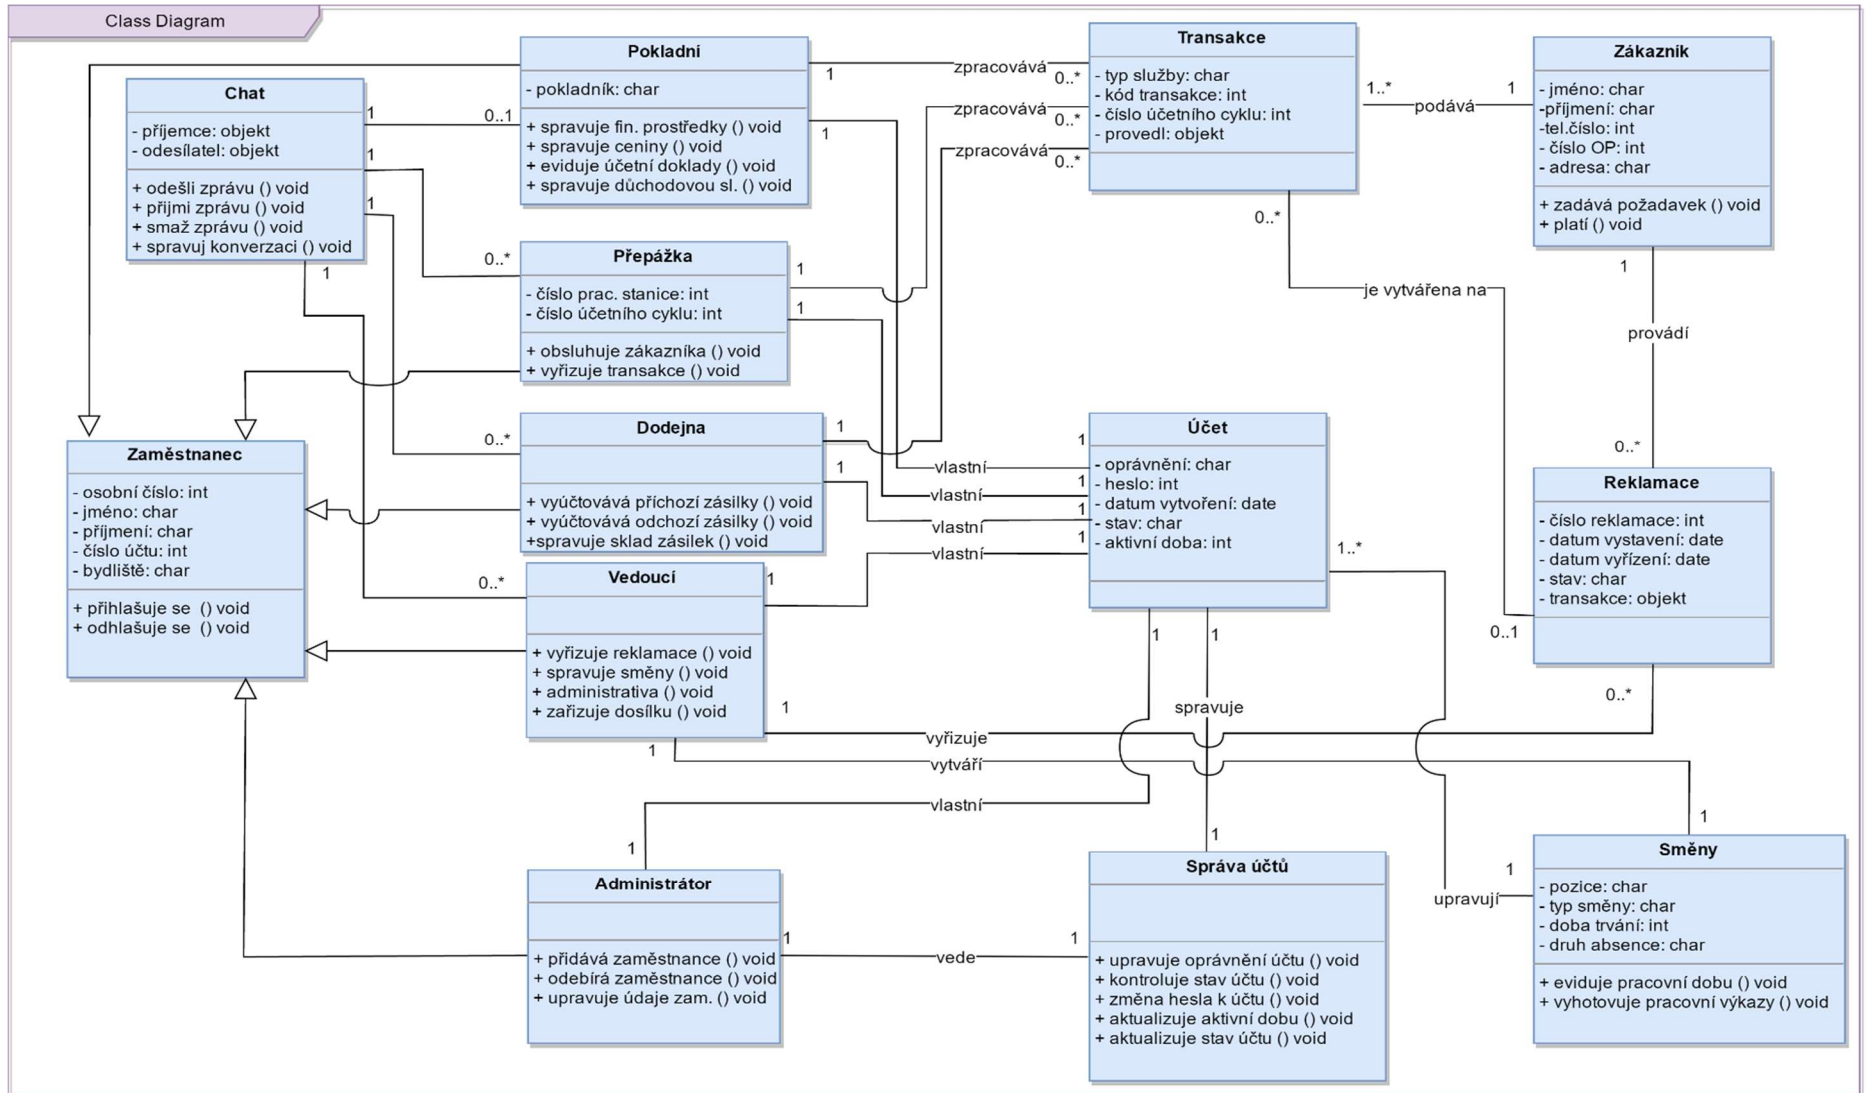 Class Diagram
Chat
- příjemce: objekt
- odesílatel: objekt
+ odešli zprávu () void
+ přijmi zprávu () void
+ smaž zprávu () void
+ spravuj konverzaci () void
1
1
1
1
0..1
0..*
0..*
0..*
Pokladní
- pokladník: char
+ spravuje fin. prostředky () void
+ spravuje ceniny () void
+ eviduje účetní doklady () void
+ spravuje důchodovou sl. () void
1
1
zpracovává
0..*
zpracovává
0..*
zpracovává
0..*
Transakce
- typ služby: char
- kód transakce: int
- číslo účetního cyklu: int
- provedl: objekt
1..*
podává
1
0..*
je vytvářena na
0..1
Zákazník
- jméno: char
-příjmení: char
-tel.číslo: int
- číslo OP: int
- adresa: char
+ zadává požadavek () void
+ platí () void
1
provádí
0..*
Přepážka
- číslo prac. stanice: int
- číslo účetního cyklu: int
+ obsluhuje zákazníka () void
+ vyřizuje transakce () void
1
1
Dodejna
+ vyúčtovává příchozí zásilky () void
+ vyúčtovává odchozí zásilky () void
+spravuje sklad zásilek () void
1
1
vlastní
1
vlastní
1
vlastní
1
vlastní
1
Účet
- oprávnění: char
- heslo: int
- datum vytvoření: date
- stav: char
- aktivní doba: int
1..*
1
1
spravuje
1
Reklamace
- číslo reklamace: int
- datum vystavení: date
- datum vyřízení: date
- stav: char
- transakce: objekt
0..*
Zaměstnanec
- osobní číslo: int
- jméno: char
- příjmení: char
- číslo účtu: int
- bydliště: char
+ přihlašuje se () void
+ odhlašuje se () void
Vedoucí
+ vyřizuje reklamace () void
+ spravuje směny () void
+ administrativa () void
+ zařizuje dosílku () void
1
1
1
vyřizuje
vytváří
1
vlastní
1
Administrátor
+ přidává zaměstnance () void
+ odebírá zaměstnance () void
+ upravuje údaje zam. () void
1
vede
1
Správa účtů
+ upravuje oprávnění účtu () void
+ kontroluje stav účtu () void
+ změna hesla k účtu () void
+ aktualizuje aktivní dobu () void
+ aktualizuje stav účtu () void
upravují
1
Směny
- pozice: char
- typ směny: char
- doba trvání: int
- druh absence: char
+ eviduje pracovní dobu () void
+ vyhotovuje pracovní výkazy () void